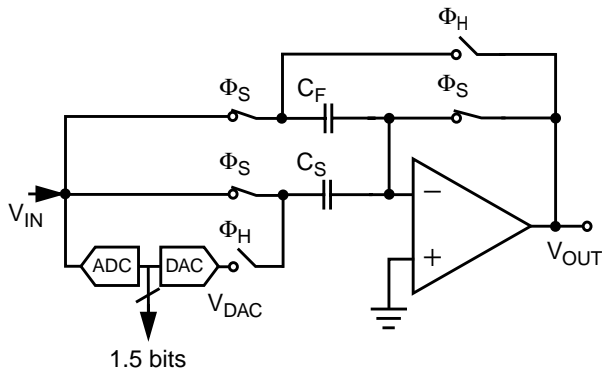 Φ_H
Φ_S
C_F
Φ_S
Φ_S
C_S
V_IN
Φ_H
−
+
ADC
DAC
V_DAC
V_OUT
1.5 bits